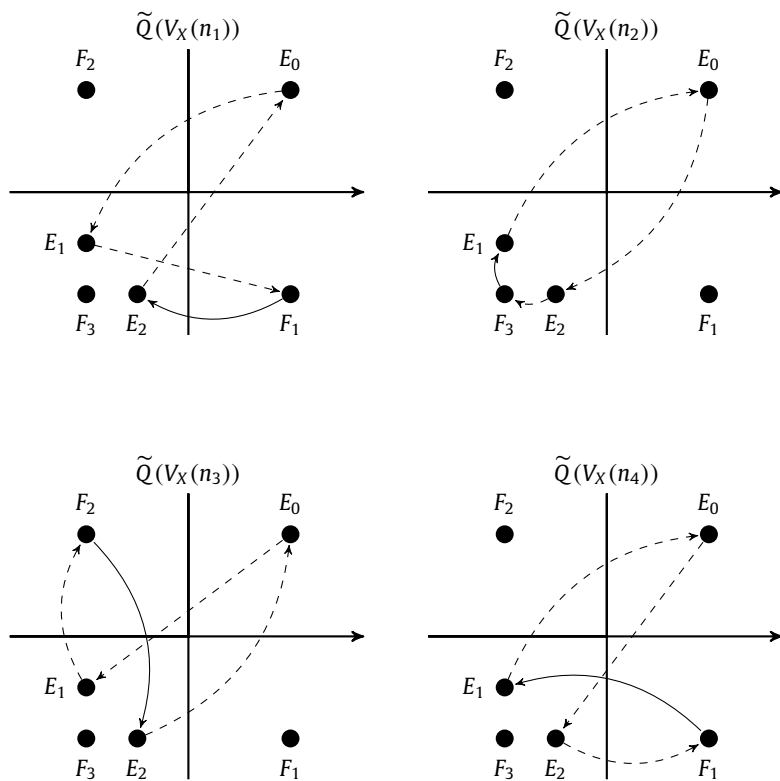 Q̃(V_X(n_1)) Q̃(V_X(n_2))
F_2 E_0 F_2 E_0
E_1 E_1
F_3 E_2 F_1 F_3 E_2 F_1
Q̃(V_X(n_3)) Q̃(V_X(n_4))
F_2 E_0 F_2 E_0
E_1 E_1
F_3 E_2 F_1 F_3 E_2 F_1